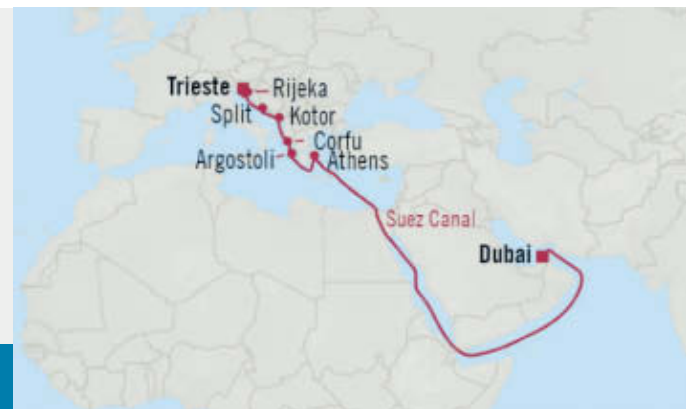 Trieste
Rijeka
Split
Kotor
Corfu
Argostoli
Athens
Suez Canal
Dubai